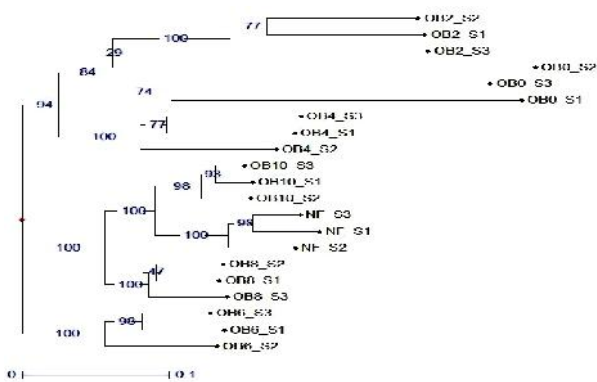 77
OB2_S2
OB2_S1
100
29
OB2_S3
84
OB0_S2
OB0_S3
74
94
OB0_S1
OB4_S3
77
OB4_S1
100
OB4_S2
93
OB10_S3
98
OB10_S1
OB10_S2
100
NF_S3
98
100
NF_S1
NF_S2
100
OB8_S2
47
OB8_S1
100
OB8_S3
OB6_S3
98
OB6_S1
100
OB6_S2
0 0.1